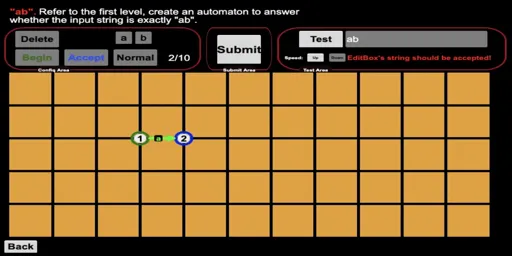 "ab". Refer to the first level, create an automaton to answer
whether the input string is exactly "ab".
Delete a b
Begin Accept Normal 2/10
Config Area
Submit
Submit Area
Test ab
Speed: Up Down EditBox's string should be accepted!
Test Area
1 a 2
Back